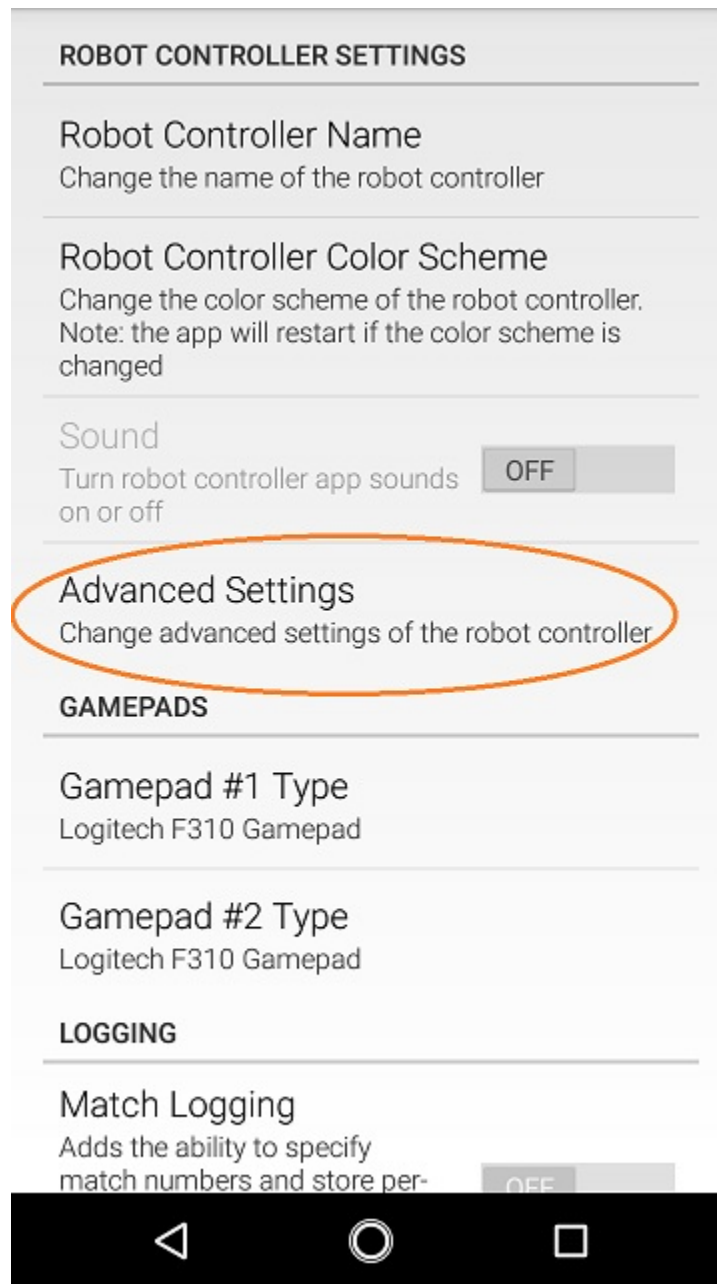 ROBOT CONTROLLER SETTINGS
Robot Controller Name
Change the name of the robot controller
Robot Controller Color Scheme
Change the color scheme of the robot controller.
Note: the app will restart if the color scheme is
changed
Sound
Turn robot controller app sounds
on or off
OFF
Advanced Settings
Change advanced settings of the robot controller
GAMEPADS
Gamepad #1 Type
Logitech F310 Gamepad
Gamepad #2 Type
Logitech F310 Gamepad
LOGGING
Match Logging
Adds the ability to specify
match numbers and store per-
OFF